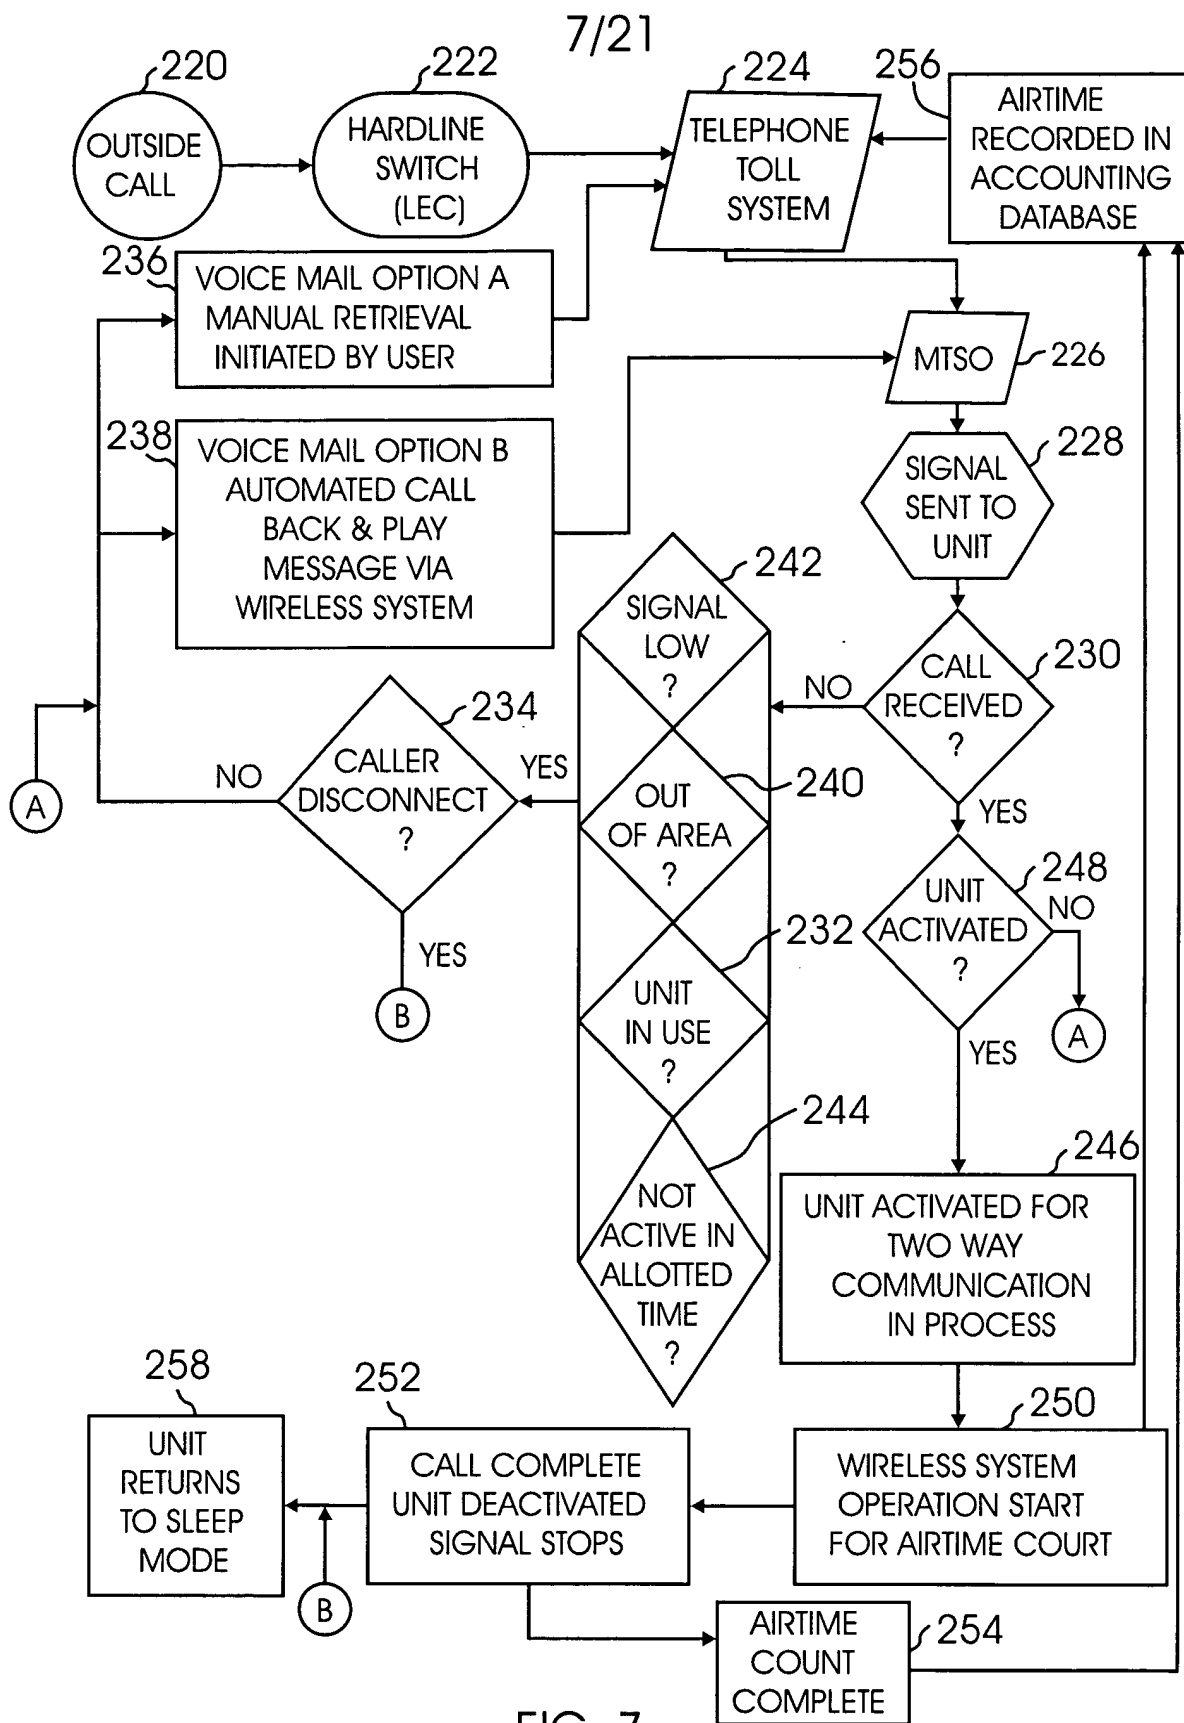 7/21
220
OUTSIDE
CALL
222
HARDLINE
SWITCH
(LEC)
224
TELEPHONE
TOLL
SYSTEM
256
AIRTIME
RECORDED IN
ACCOUNTING
DATABASE
236
VOICE MAIL OPTION A
MANUAL RETRIEVAL
INITIATED BY USER
MTSO
226
238
VOICE MAIL OPTION B
AUTOMATED CALL
BACK & PLAY
MESSAGE VIA
WIRELESS SYSTEM
228
SIGNAL
SENT TO
UNIT
242
SIGNAL
LOW
?
230
CALL
RECEIVED
?
NO
YES
234
CALLER
DISCONNECT
?
NO
YES
YES
A
B
240
OUT
OF AREA
?
248
UNIT
ACTIVATED
?
NO
A
YES
232
UNIT
IN USE
?
244
NOT
ACTIVE IN
ALLOTTED
TIME
?
246
UNIT ACTIVATED FOR
TWO WAY
COMMUNICATION
IN PROCESS
258
UNIT
RETURNS
TO SLEEP
MODE
B
252
CALL COMPLETE
UNIT DEACTIVATED
SIGNAL STOPS
250
WIRELESS SYSTEM
OPERATION START
FOR AIRTIME COURT
AIRTIME
COUNT
COMPLETE
254
FIG. 7